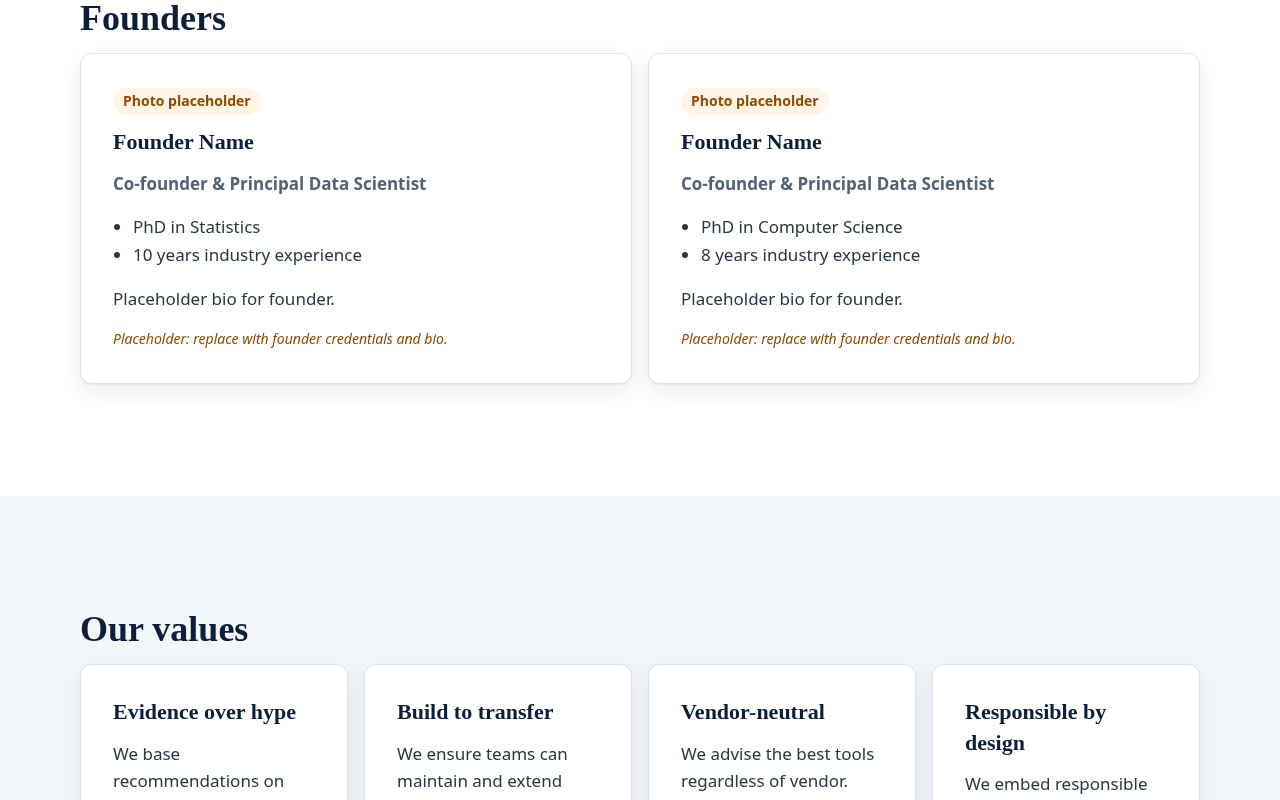 Founders
Photo placeholder
Founder Name
Co-founder & Principal Data Scientist
• PhD in Statistics
• 10 years industry experience
Placeholder bio for founder.
Placeholder: replace with founder credentials and bio.
Photo placeholder
Founder Name
Co-founder & Principal Data Scientist
• PhD in Computer Science
• 8 years industry experience
Placeholder bio for founder.
Placeholder: replace with founder credentials and bio.
Our values
Evidence over hype
We base
recommendations on
Build to transfer
We ensure teams can
maintain and extend
Vendor-neutral
We advise the best tools
regardless of vendor.
Responsible by
design
We embed responsible